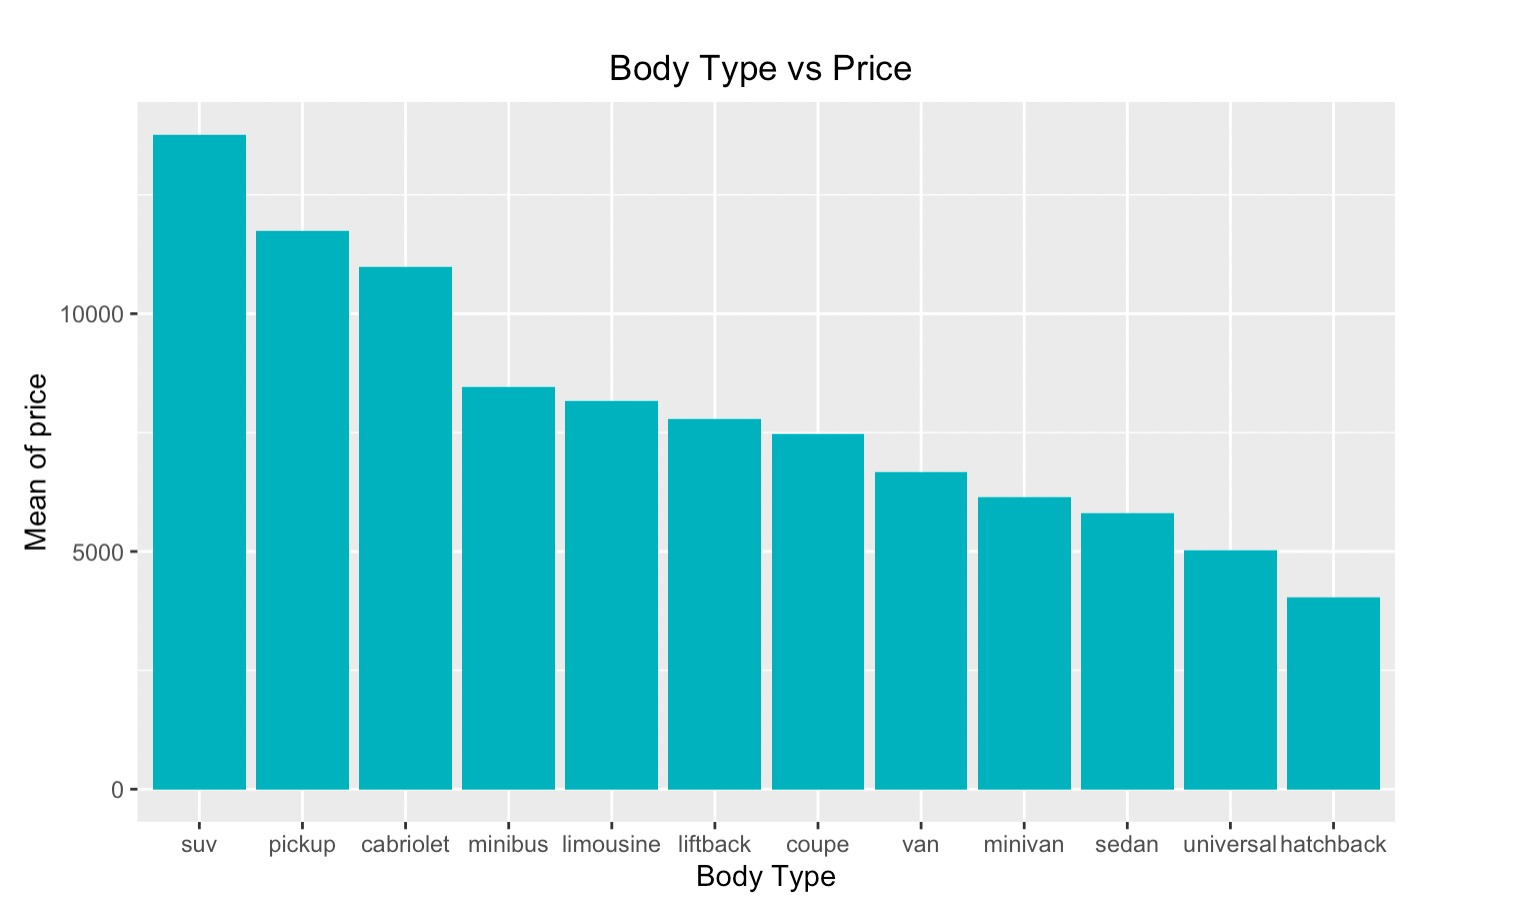 Body Type vs Price
Mean of price
10000
5000
0
suv pickup cabriolet minibus limousine liftback coupe van minivan sedan universal hatchback
Body Type